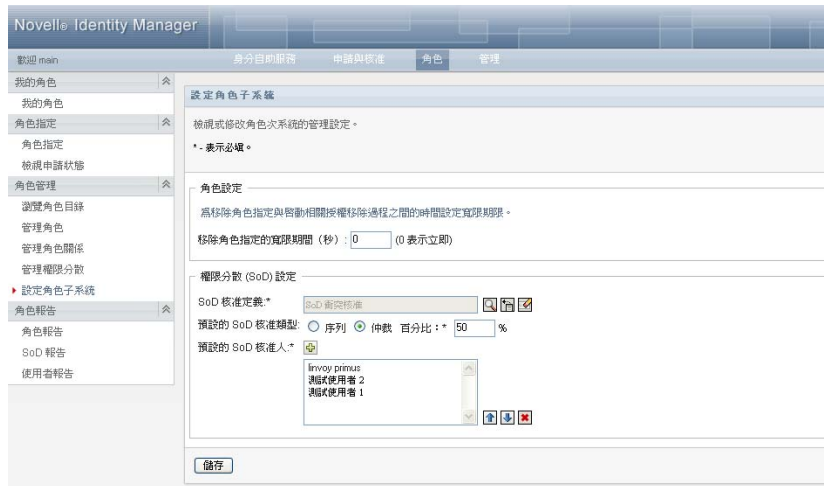 Novell® Identity Manager
歡迎 main
身分自助服務 申請與核准 角色 管理
我的角色
我的角色
角色指定
角色指定
檢視申請狀態
角色管理
瀏覽角色目錄
管理角色
管理角色關係
管理權限分散
設定角色子系統
角色報告
角色報告
SoD 報告
使用者報告
設定角色子系統
檢視或修改角色次系統的管理設定。
* - 表示必填。
角色設定
為移除角色指定與啓動相關授權移除過程之間的時間設定寬限期限。
移除角色指定的寬限期間（秒）: 0 (0 表示立即)
權限分散 (SoD) 設定
SoD 核准定義:* SoD 衝突核准
預設的 SoD 核准類型: 序列 仲數 百分比：* 50 %
預設的 SoD 核准人:*
linvoy primus
測試使用者 2
測試使用者 1
儲存